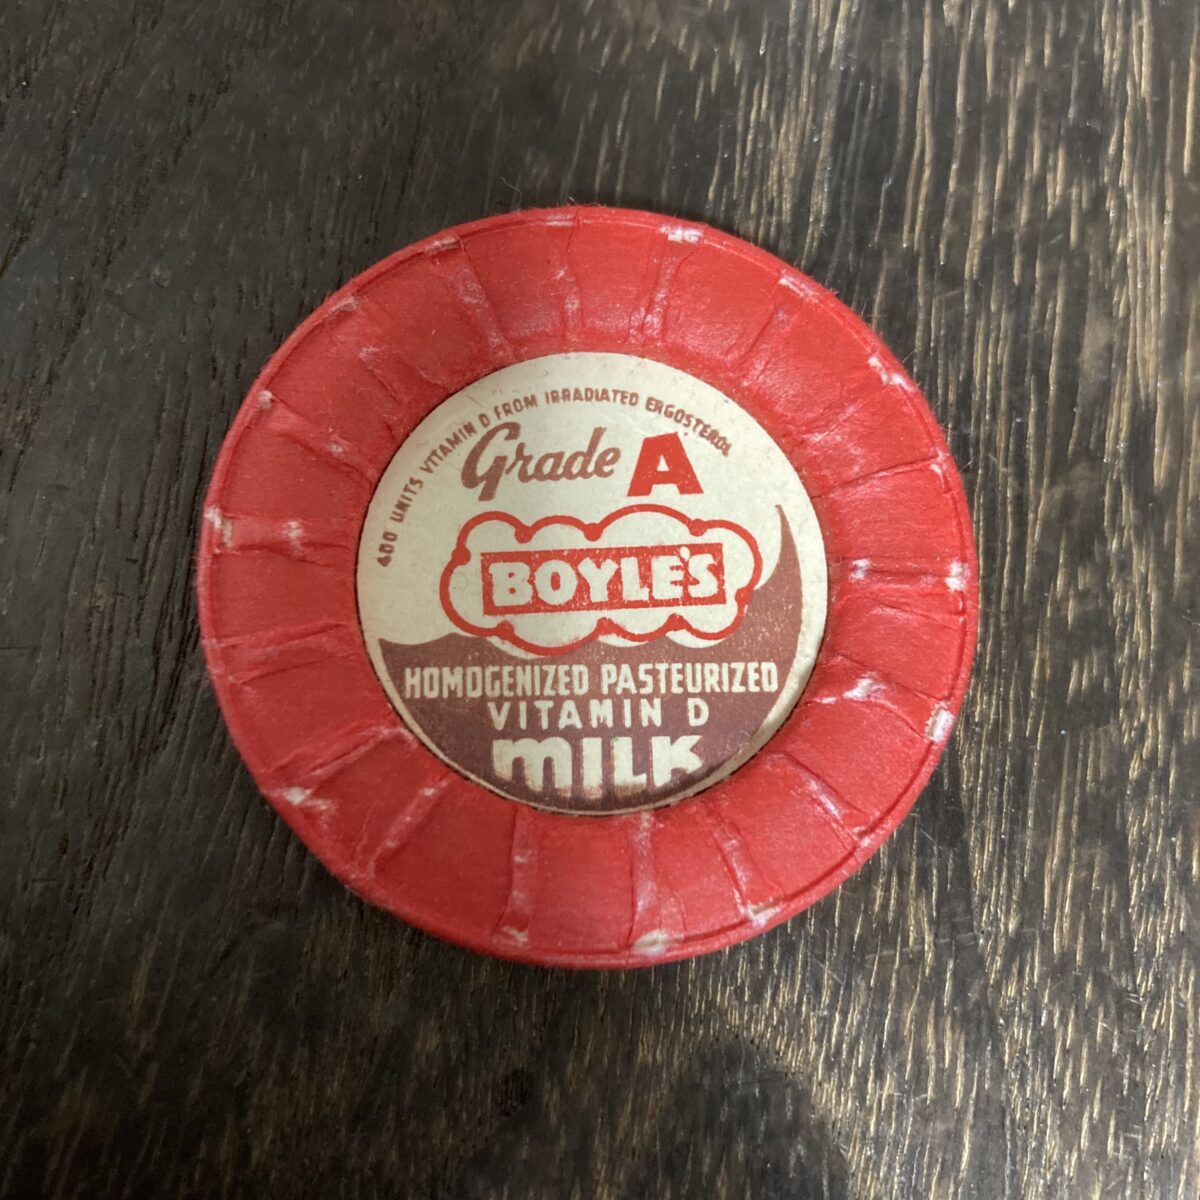 400 UNITS VITAMIN D FROM IRRADIATED ERGOSTEROL
Grade A
BOYLE'S
HOMOGENIZED PASTEURIZED
VITAMIN D
MILK